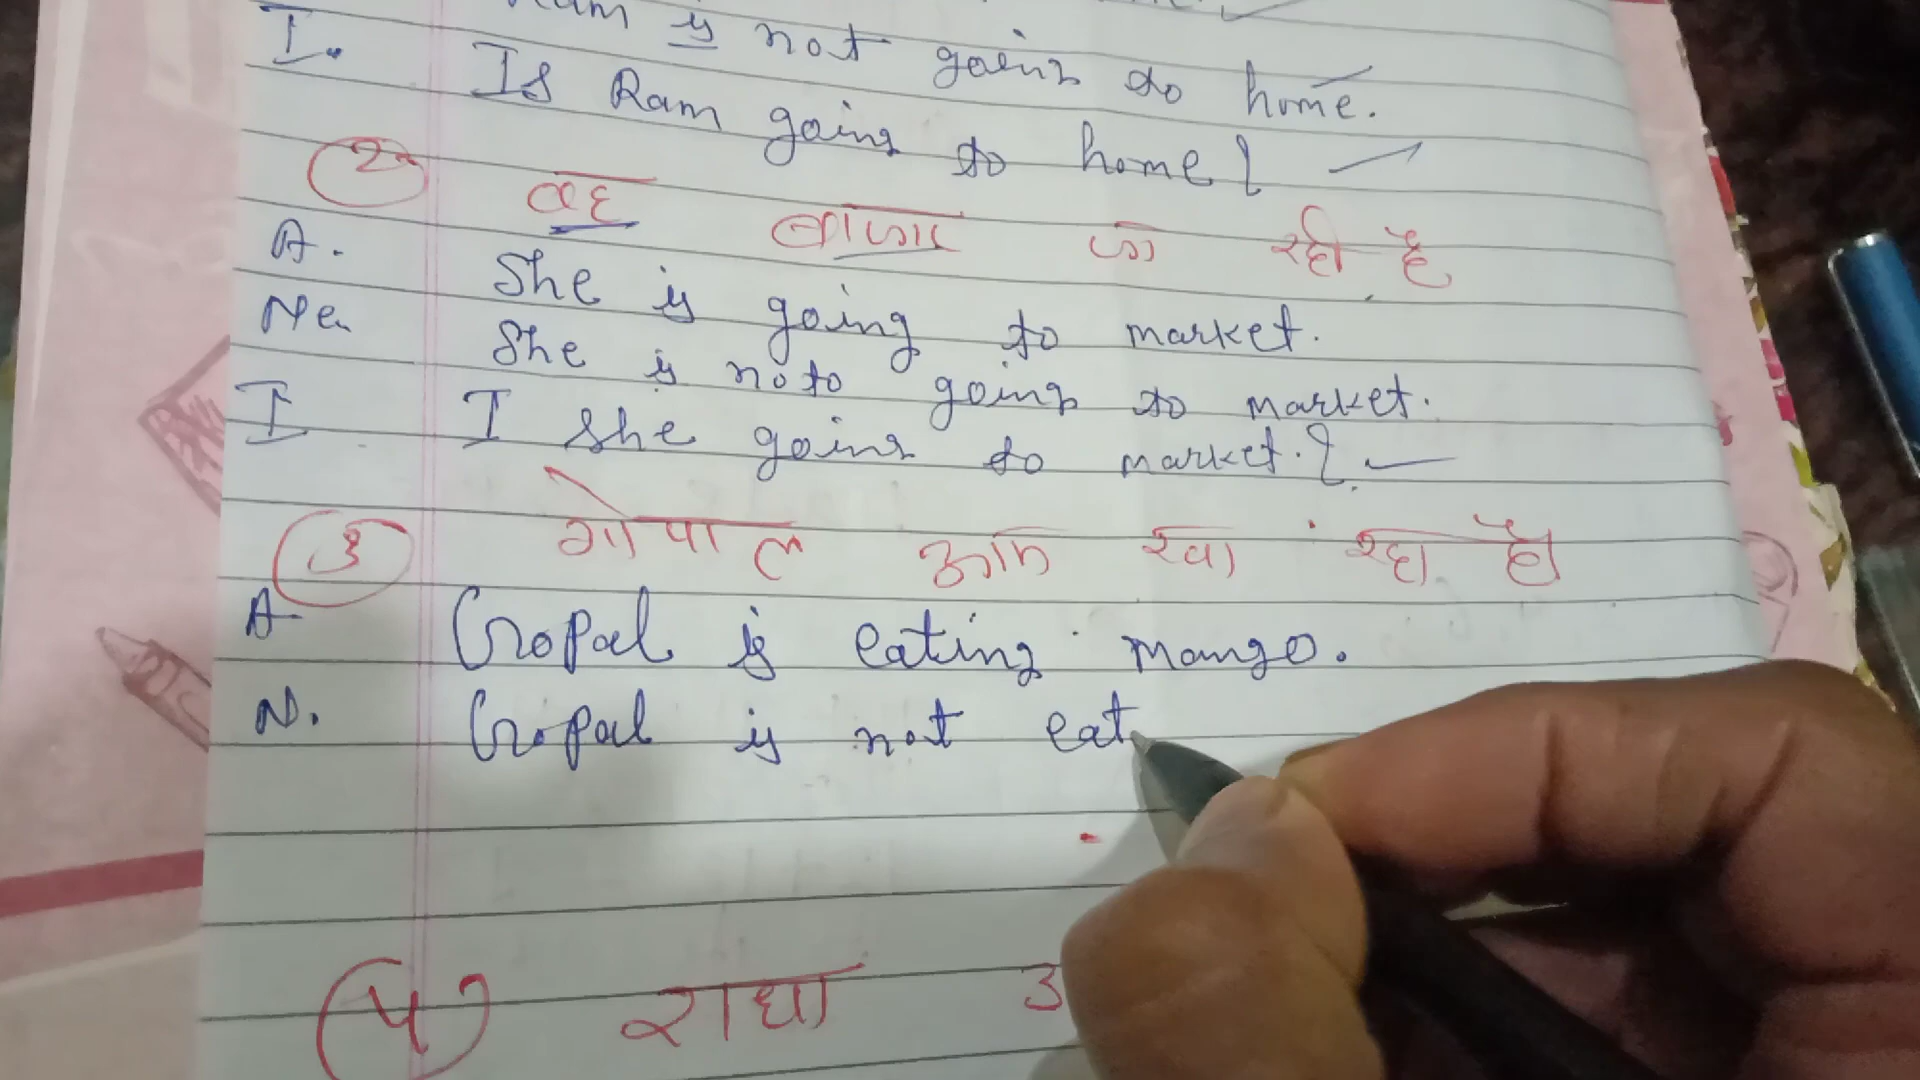 Ram is not going to home.
I. Is Ram going to home?
2 वह बाजार जा रही है
A. She is going to market.
Ne. She is noto going to market.
I I she going to market.?
3 गोपाल आम खा रहा है।
A Gopal is eating mango.
N. Gopal is not eat
राधा